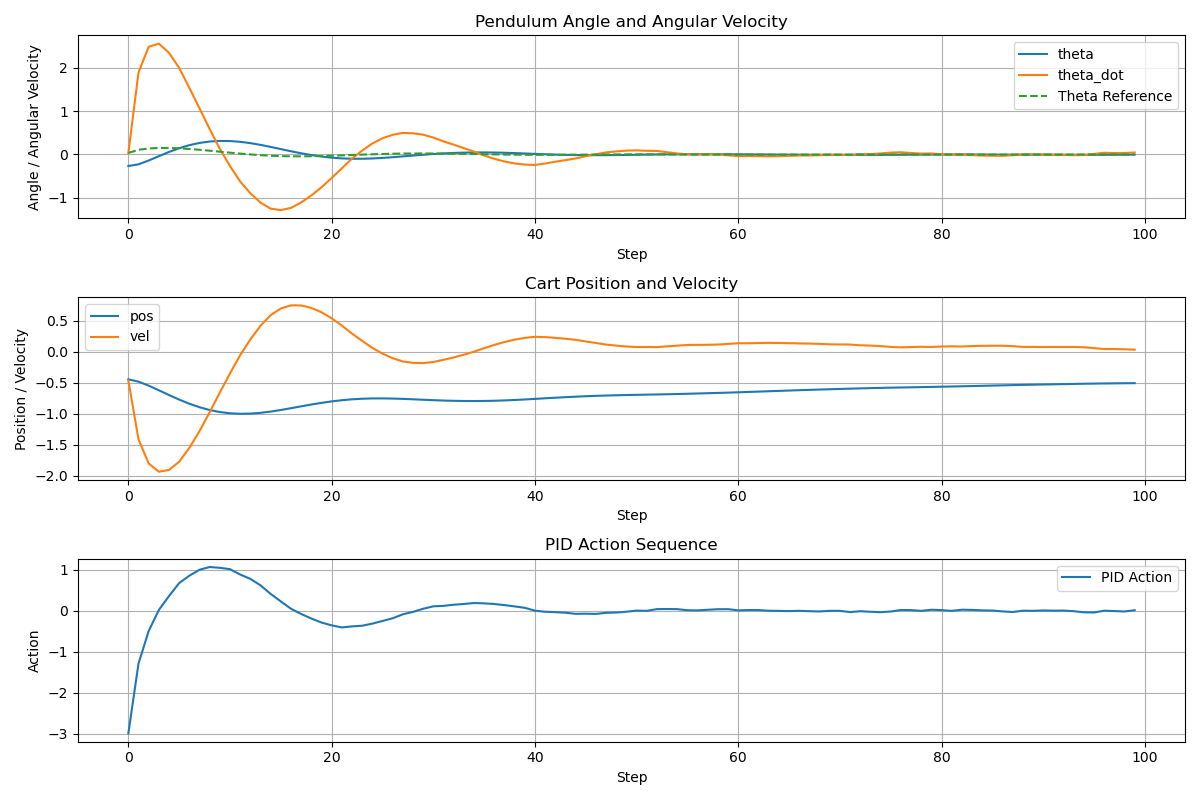 Pendulum Angle and Angular Velocity
Angle / Angular Velocity
2
1
0
−1
theta
theta_dot
Theta Reference
0 20 40 60 80 100
Step
Cart Position and Velocity
Position / Velocity
0.5
0.0
−0.5
−1.0
−1.5
−2.0
pos
vel
0 20 40 60 80 100
Step
PID Action Sequence
Action
1
0
−1
−2
−3
PID Action
0 20 40 60 80 100
Step